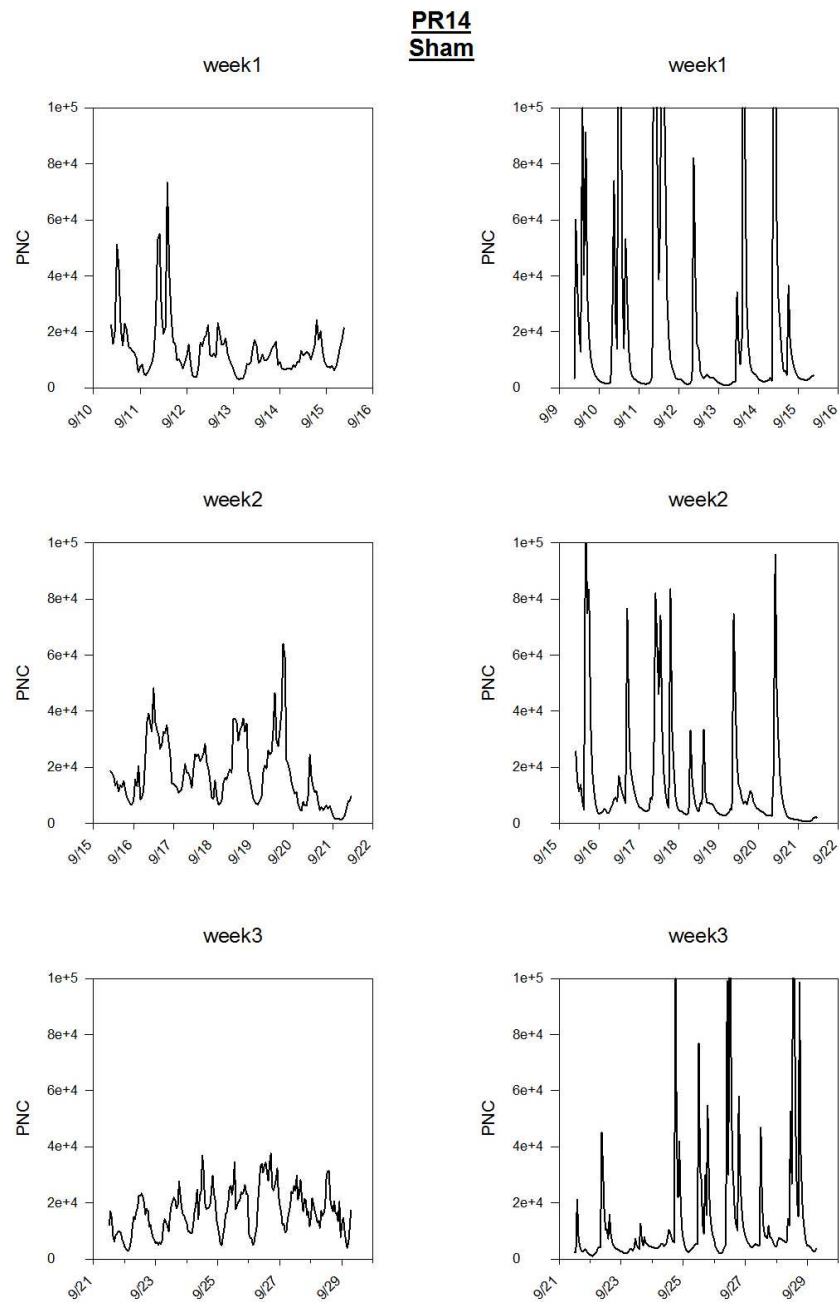 PR14
Sham
week1
week1
1e+5
8e+4
6e+4
4e+4
2e+4
0
PNC
9/10
9/11
9/12
9/13
9/14
9/15
9/16
1e+5
8e+4
6e+4
4e+4
2e+4
0
PNC
9/9
9/10
9/11
9/12
9/13
9/14
9/15
9/16
week2
week2
1e+5
8e+4
6e+4
4e+4
2e+4
0
PNC
9/15
9/16
9/17
9/18
9/19
9/20
9/21
9/22
1e+5
8e+4
6e+4
4e+4
2e+4
0
PNC
9/15
9/16
9/17
9/18
9/19
9/20
9/21
9/22
week3
week3
1e+5
8e+4
6e+4
4e+4
2e+4
0
PNC
9/21
9/23
9/25
9/27
9/29
1e+5
8e+4
6e+4
4e+4
2e+4
0
PNC
9/21
9/23
9/25
9/27
9/29